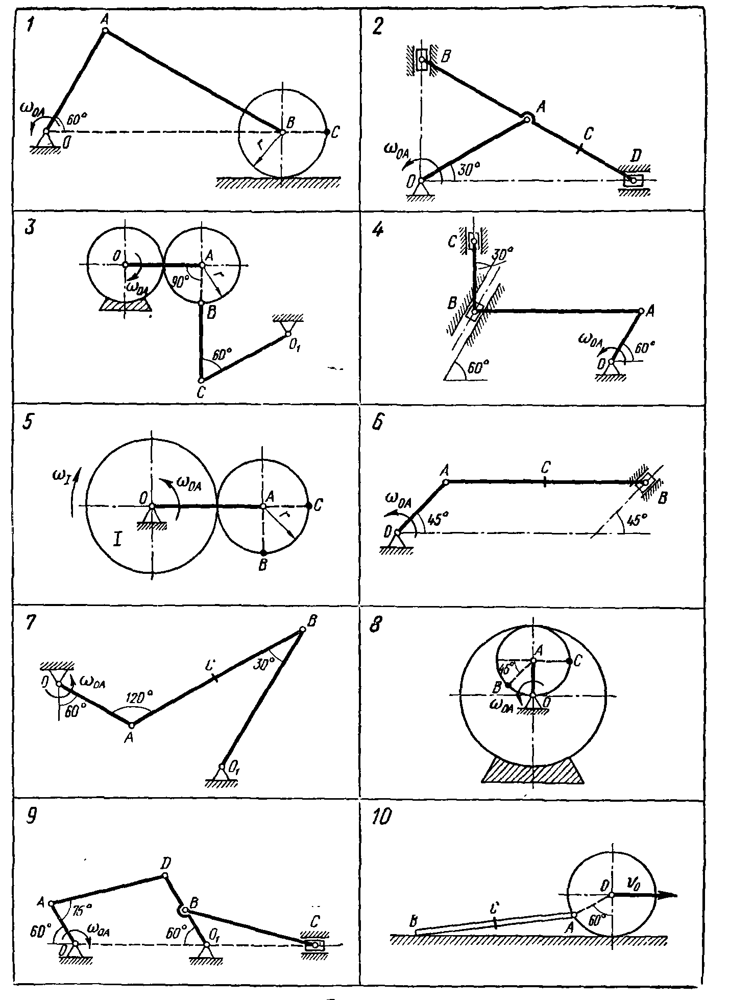 1
A
ω_OA
60°
O
B
C
r
2
B
A
C
D
ω_OA
30°
O
3
O
A
r
90°
ω_OA
B
O₁
60°
C
4
C
30°
B
A
ω_OA
60°
O
60°
5
ω_I
ω_OA
O
A
C
r
I
B
6
A
C
ω_OA
B
45°
45°
O
7
B
C
30°
O
ω_OA
120°
60°
A
O₁
8
A
C
45°
B
O
ω_OA
9
D
A
B
75°
C
60°
ω_OA
60°
O₁
O
10
O
v₀
C
B
A
60°